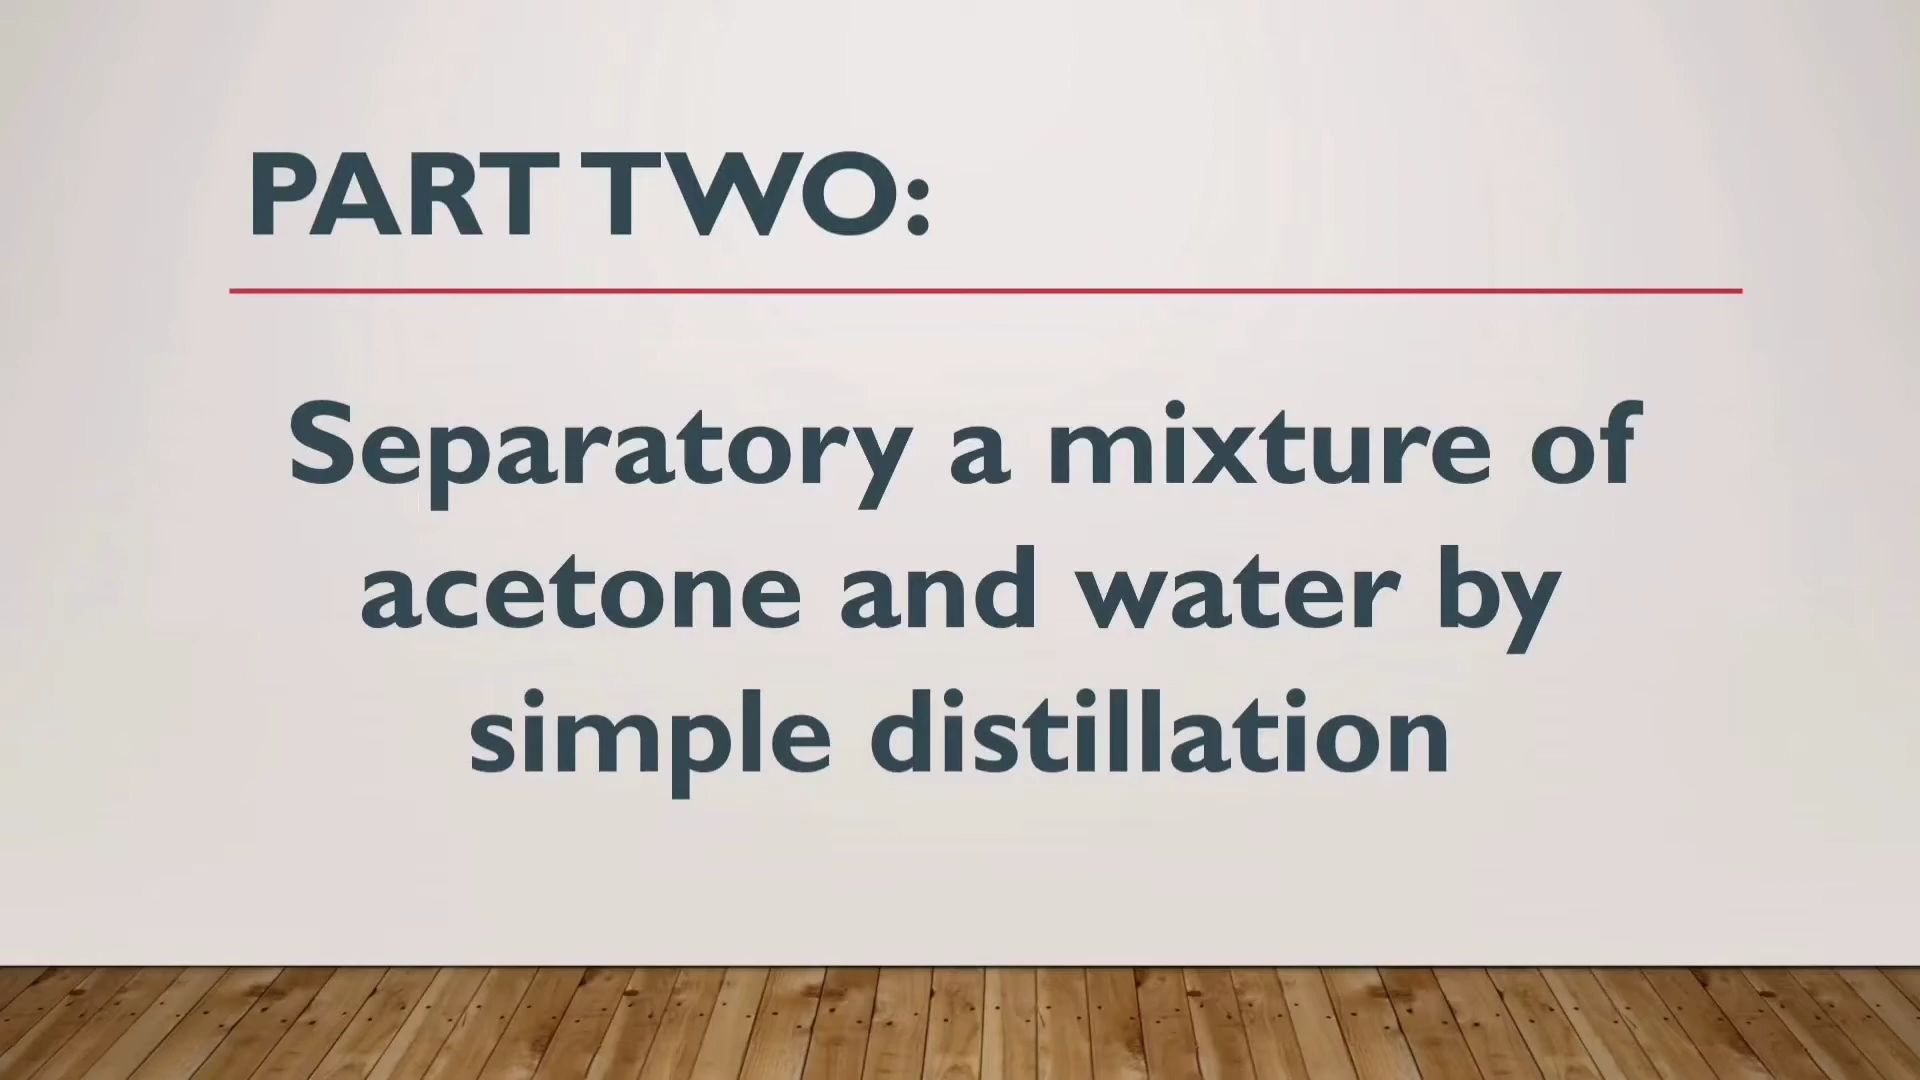 PART TWO:
Separatory a mixture of
acetone and water by
simple distillation